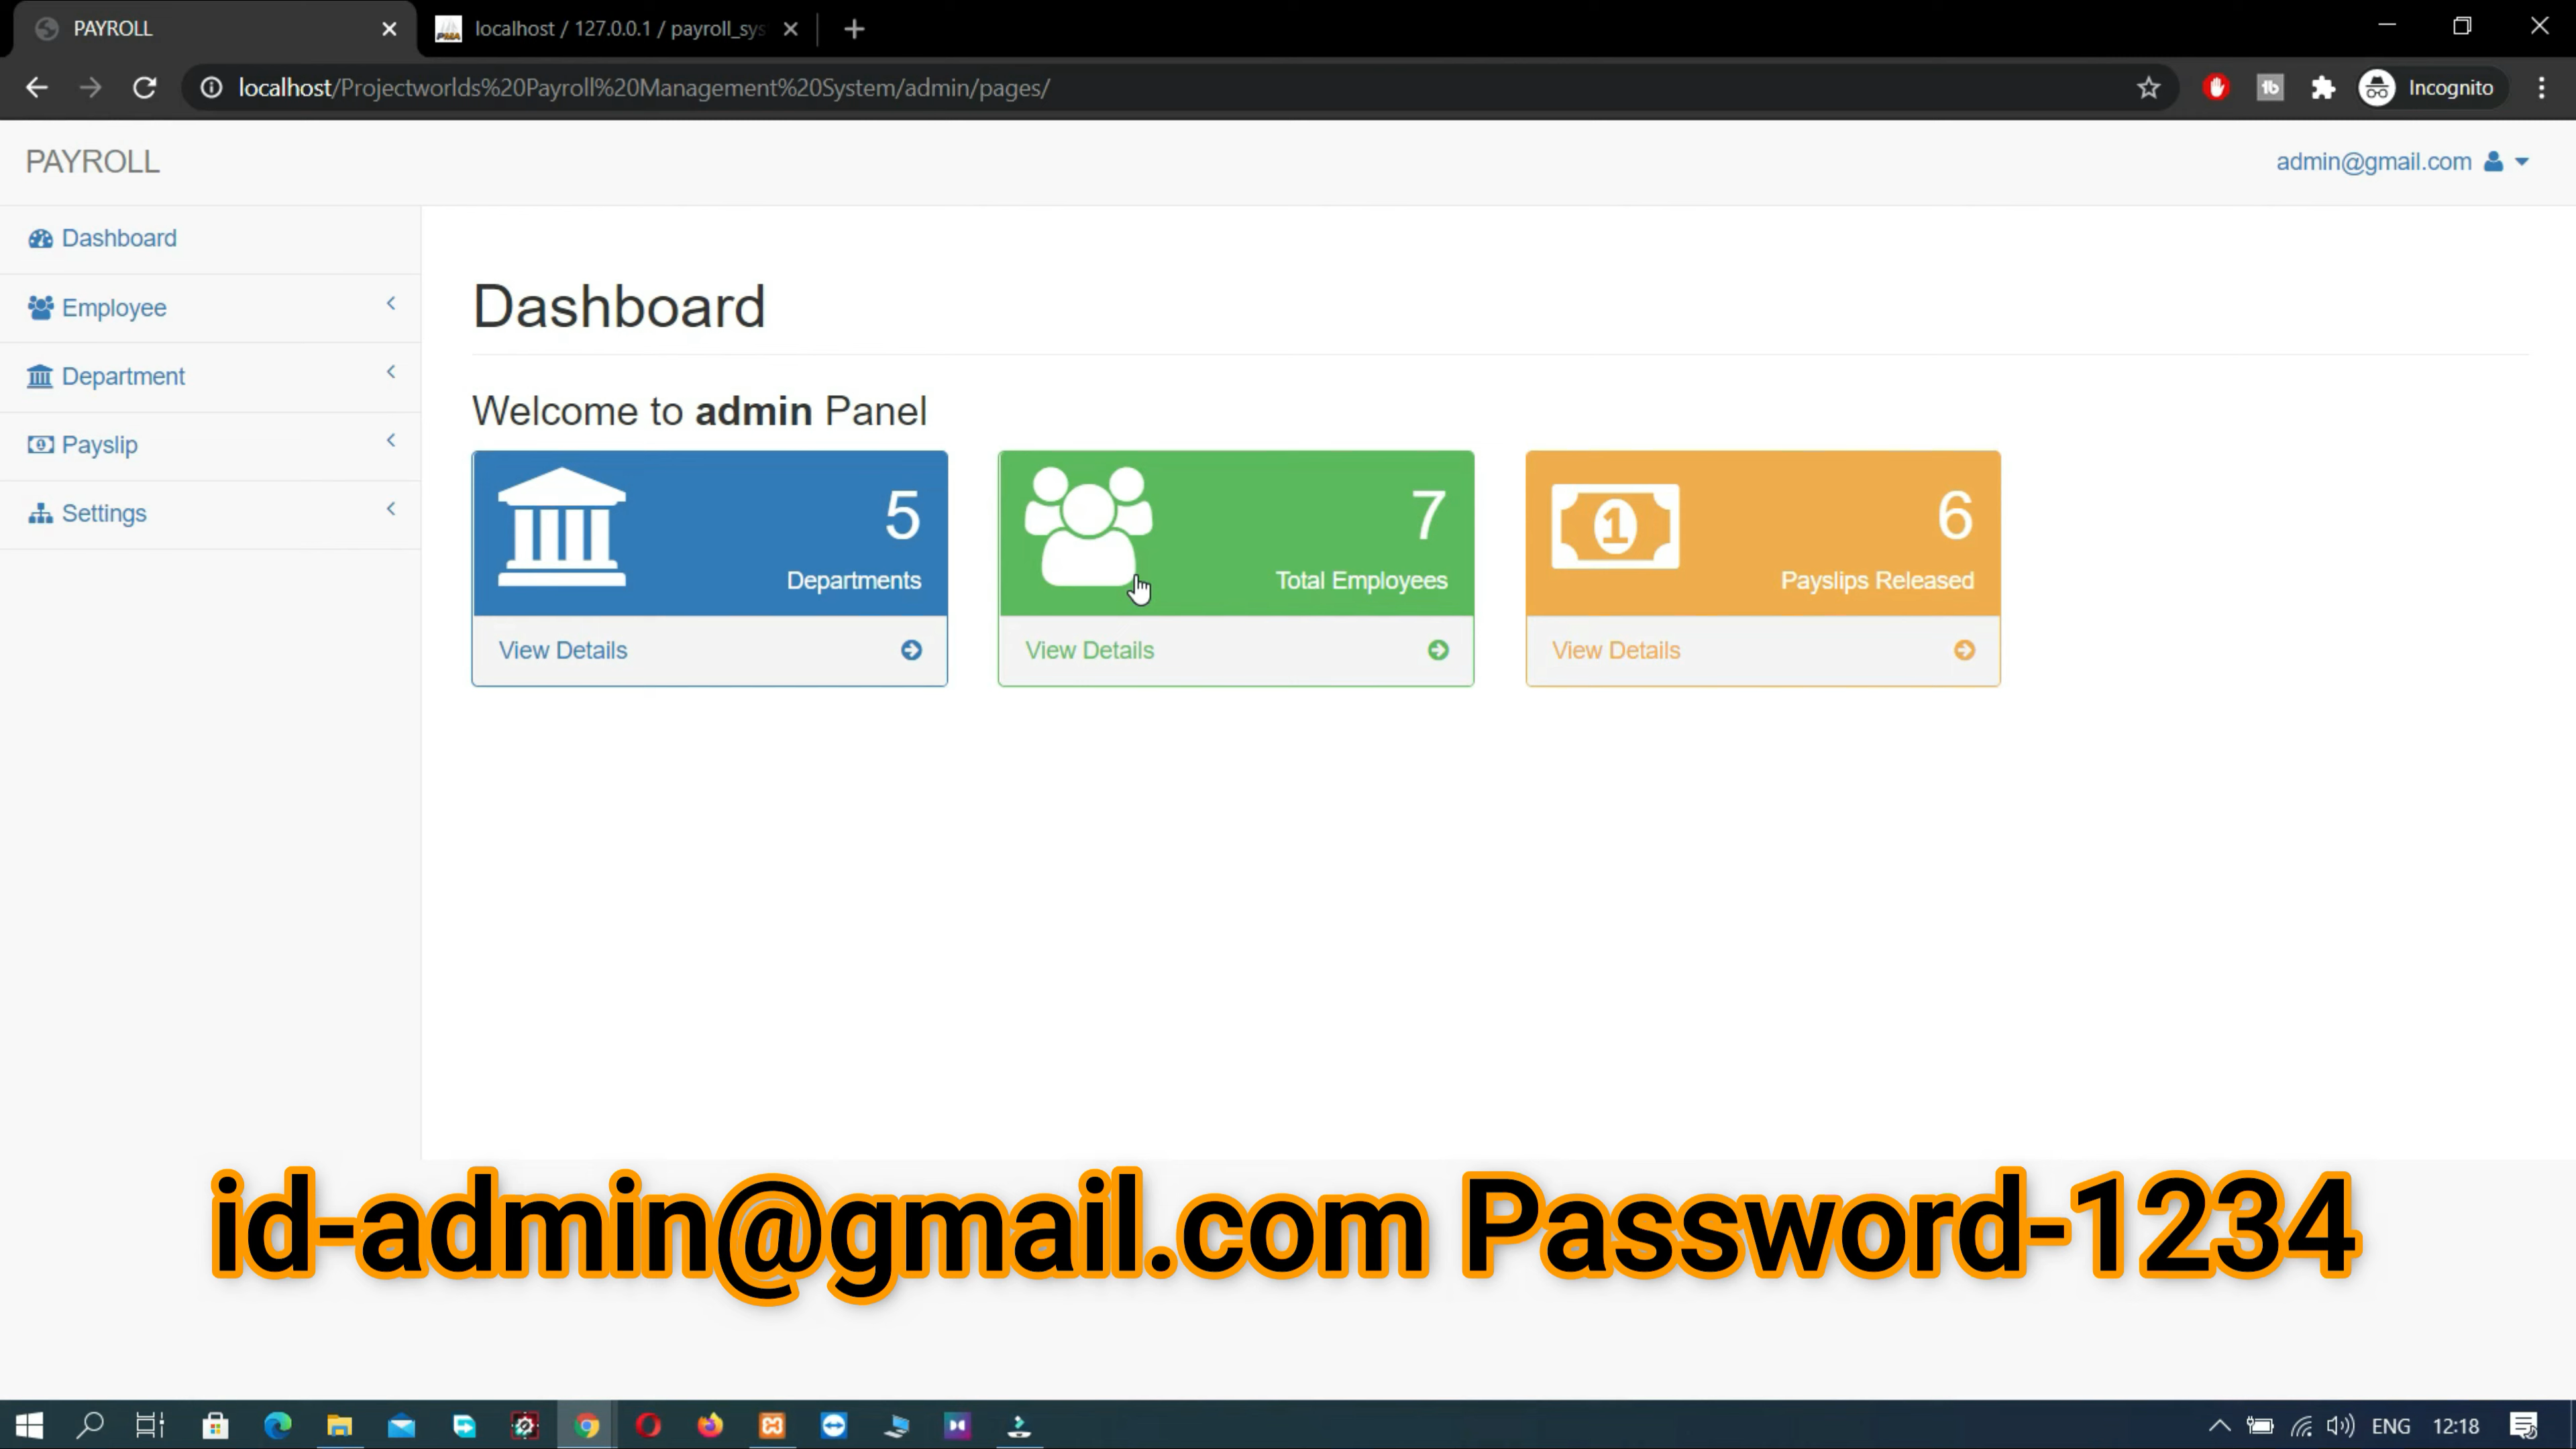 PAYROLL
localhost / 127.0.0.1 / payroll_sys
localhost/Projectworlds%20Payroll%20Management%20System/admin/pages/
Incognito
PAYROLL
admin@gmail.com
Dashboard
Employee
Department
Payslip
Settings
Dashboard
Welcome to admin Panel
5
Departments
View Details
7
Total Employees
View Details
1
6
Payslips Released
View Details
id-admin@gmail.com Password-1234
ENG
12:18